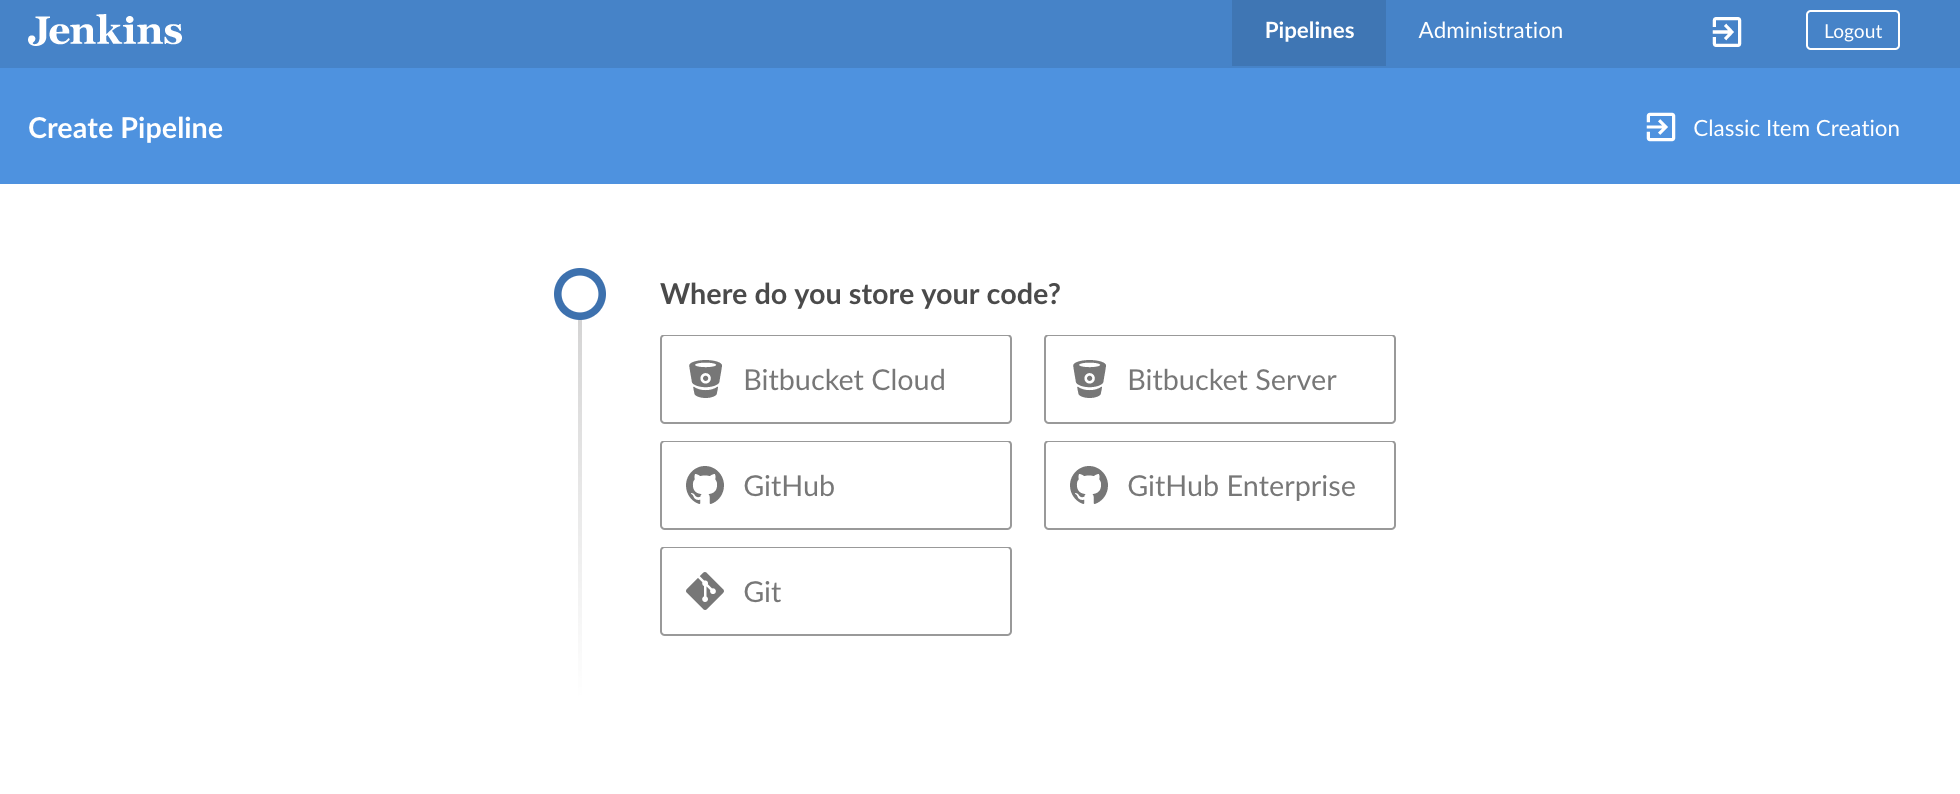 Jenkins
Pipelines
Administration
Logout
Create Pipeline
Classic Item Creation
Where do you store your code?
Bitbucket Cloud
Bitbucket Server
GitHub
GitHub Enterprise
Git